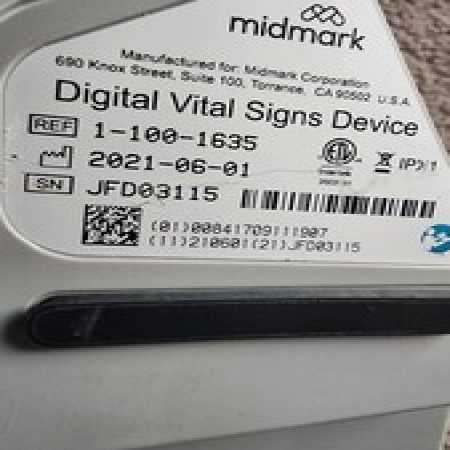 midmark
Manufactured for: Midmark Corporation
690 Knox Street, Suite 100, Torrance, CA 90502 U.S.A.
Digital Vital Signs Device
REF 1-100-1635
2021-06-01
SN JFD03115
(01)00841709111907
(11)210601(21)JFD03115